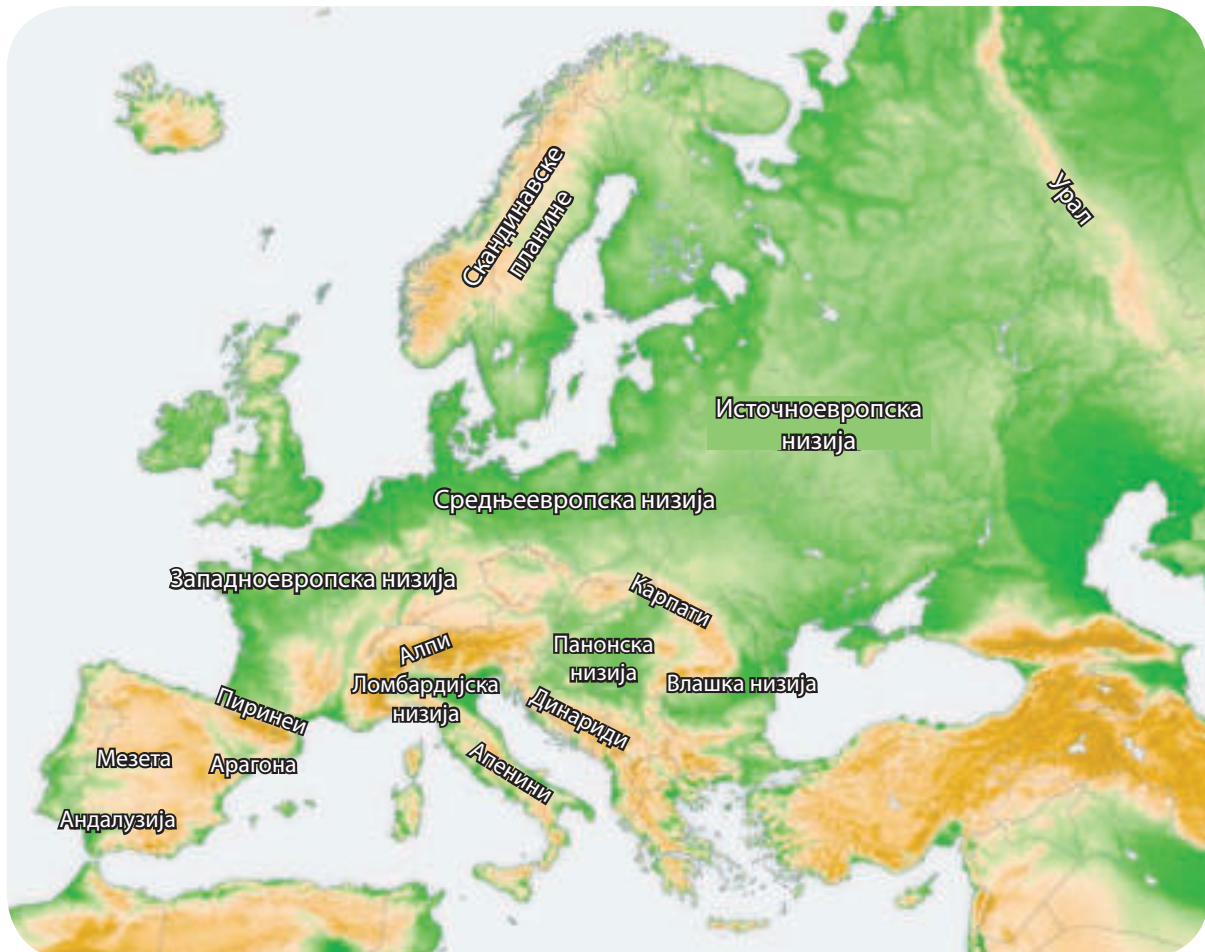 Скандинавске
планине
Урал
Источноевропска
низија
Средњеевропска низија
Западноевропска низија
Карпати
Алпи
Панонска
низија
Ломбардијска
низија
Влашка низија
Пиринеи
Динариди
Мезета
Арагона
Апенини
Андалузија